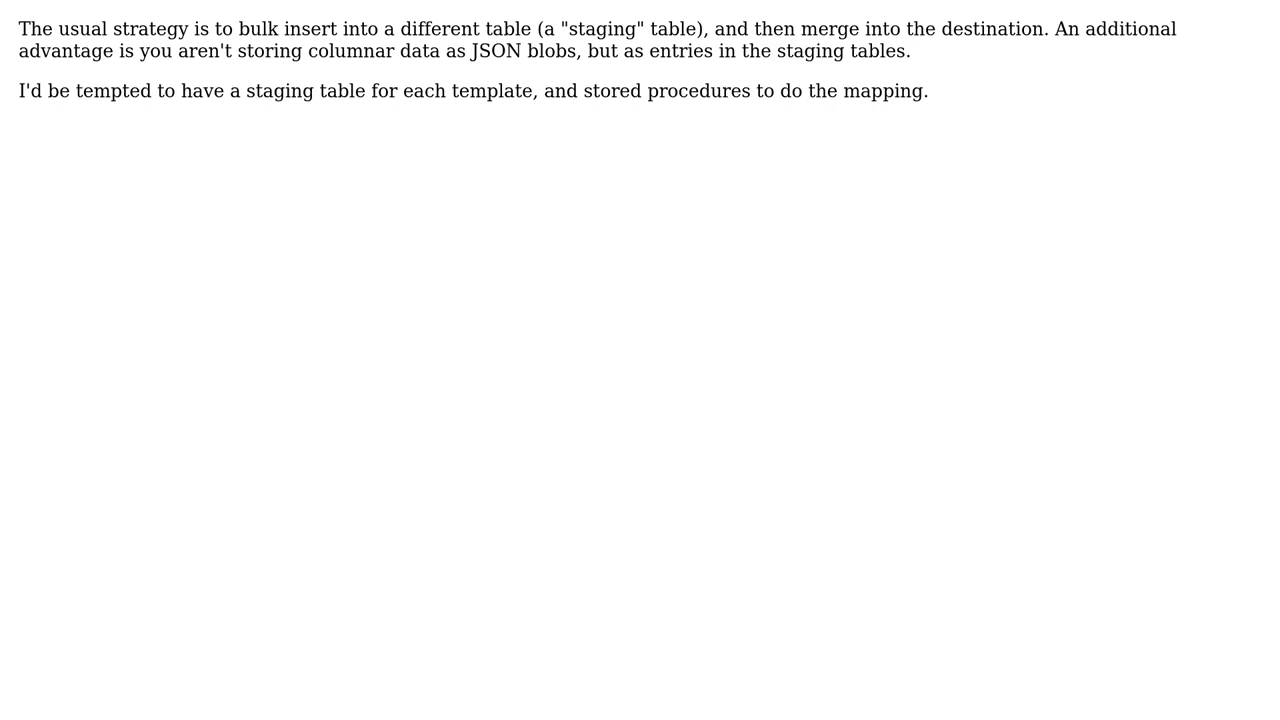 The usual strategy is to bulk insert into a different table (a "staging" table), and then merge into the destination. An additional
advantage is you aren't storing columnar data as JSON blobs, but as entries in the staging tables.
I'd be tempted to have a staging table for each template, and stored procedures to do the mapping.